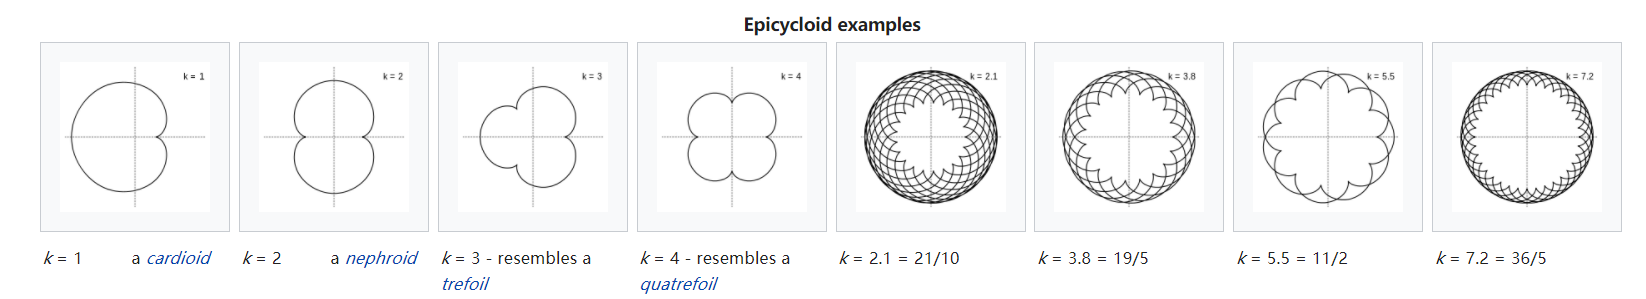 Epicycloid examples
k = 1
k = 2
k = 3
k = 4
k = 2.1
k = 3.8
k = 5.5
k = 7.2
k = 1 a cardioid
k = 2 a nephroid
k = 3 - resembles a
trefoil
k = 4 - resembles a
quatrefoil
k = 2.1 = 21/10
k = 3.8 = 19/5
k = 5.5 = 11/2
k = 7.2 = 36/5